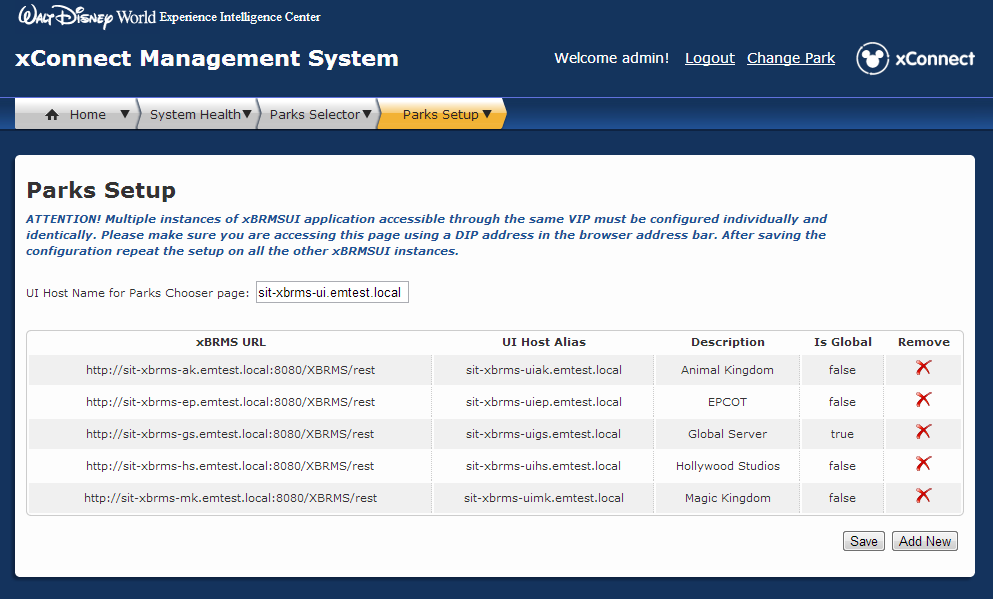 Walt Disney World Experience Intelligence Center
xConnect Management System
Welcome admin! Logout Change Park xConnect
Home ▼ System Health▼ Parks Selector▼ Parks Setup▼
Parks Setup
ATTENTION! Multiple instances of xBRMSUI application accessible through the same VIP must be configured individually and
identically. Please make sure you are accessing this page using a DIP address in the browser address bar. After saving the
configuration repeat the setup on all the other xBRMSUI instances.
UI Host Name for Parks Chooser page: sit-xbrms-ui.emtest.local
xBRMS URL UI Host Alias Description Is Global Remove
http://sit-xbrms-ak.emtest.local:8080/XBRMS/rest sit-xbrms-uiak.emtest.local Animal Kingdom false
http://sit-xbrms-ep.emtest.local:8080/XBRMS/rest sit-xbrms-uiep.emtest.local EPCOT false
http://sit-xbrms-gs.emtest.local:8080/XBRMS/rest sit-xbrms-uigs.emtest.local Global Server true
http://sit-xbrms-hs.emtest.local:8080/XBRMS/rest sit-xbrms-uihs.emtest.local Hollywood Studios false
http://sit-xbrms-mk.emtest.local:8080/XBRMS/rest sit-xbrms-uimk.emtest.local Magic Kingdom false
Save Add New